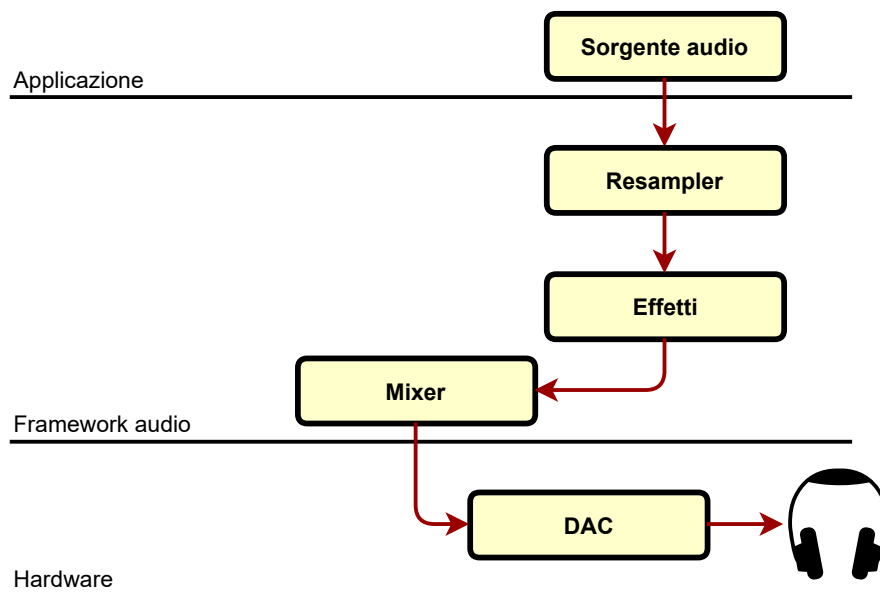 Sorgente audio
Applicazione
Resampler
Effetti
Mixer
Framework audio
DAC
Hardware